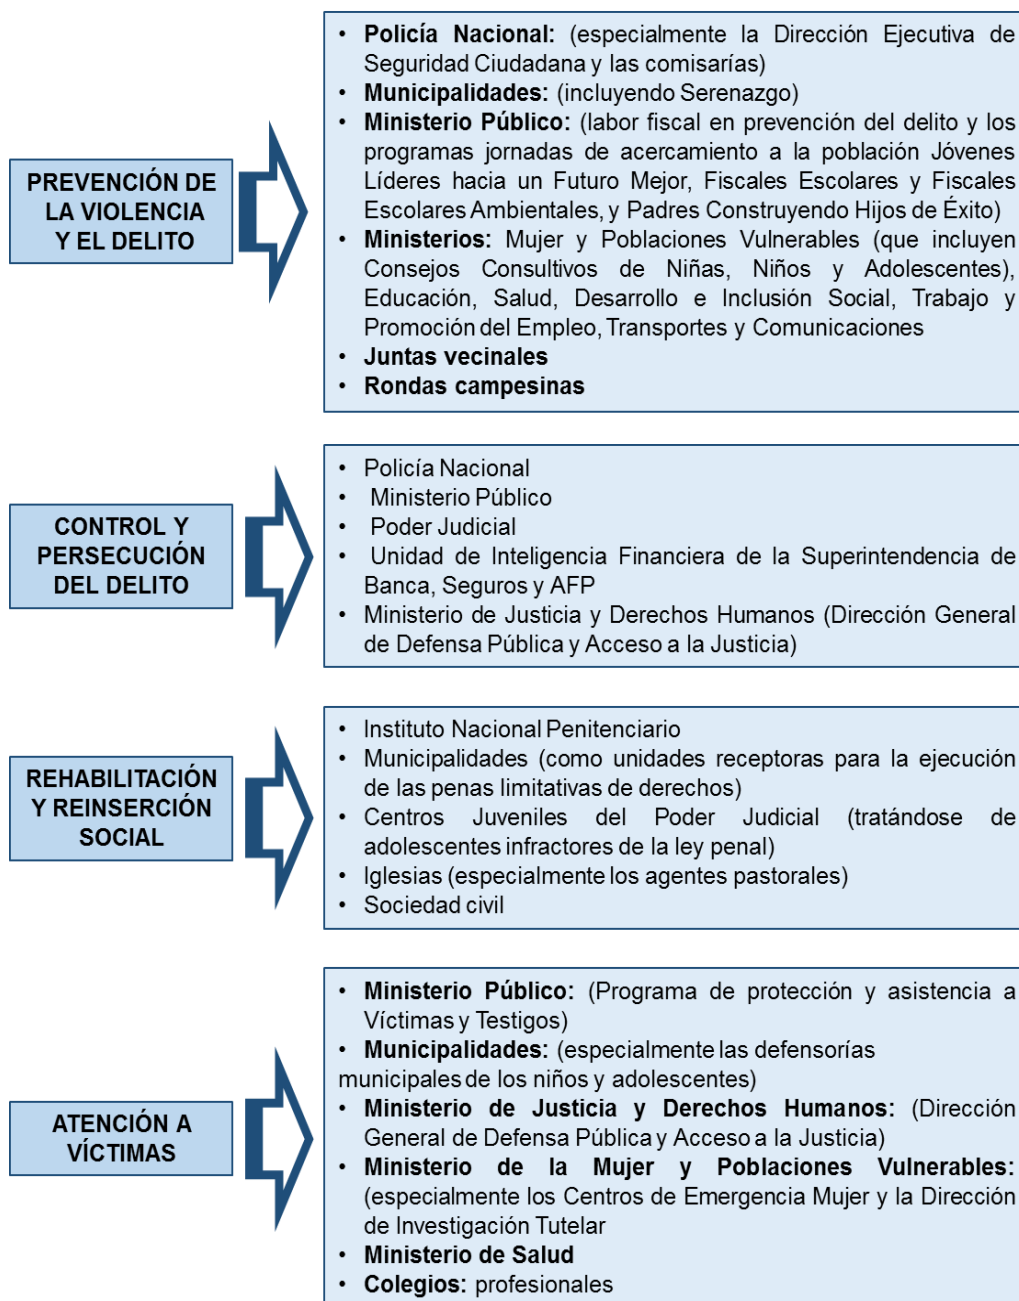 PREVENCIÓN DE
LA VIOLENCIA
Y EL DELITO
• Policía Nacional: (especialmente la Dirección Ejecutiva de
Seguridad Ciudadana y las comisarías)
• Municipalidades: (incluyendo Serenazgo)
• Ministerio Público: (labor fiscal en prevención del delito y los
programas jornadas de acercamiento a la población Jóvenes
Líderes hacia un Futuro Mejor, Fiscales Escolares y Fiscales
Escolares Ambientales, y Padres Construyendo Hijos de Éxito)
• Ministerios: Mujer y Poblaciones Vulnerables (que incluyen
Consejos Consultivos de Niñas, Niños y Adolescentes),
Educación, Salud, Desarrollo e Inclusión Social, Trabajo y
Promoción del Empleo, Transportes y Comunicaciones
• Juntas vecinales
• Rondas campesinas
CONTROL Y
PERSECUCIÓN
DEL DELITO
• Policía Nacional
• Ministerio Público
• Poder Judicial
• Unidad de Inteligencia Financiera de la Superintendencia de
Banca, Seguros y AFP
• Ministerio de Justicia y Derechos Humanos (Dirección General
de Defensa Pública y Acceso a la Justicia)
REHABILITACIÓN
Y REINSERCIÓN
SOCIAL
• Instituto Nacional Penitenciario
• Municipalidades (como unidades receptoras para la ejecución
de las penas limitativas de derechos)
• Centros Juveniles del Poder Judicial (tratándose de
adolescentes infractores de la ley penal)
• Iglesias (especialmente los agentes pastorales)
• Sociedad civil
ATENCIÓN A
VÍCTIMAS
• Ministerio Público: (Programa de protección y asistencia a
Víctimas y Testigos)
• Municipalidades: (especialmente las defensorías
municipales de los niños y adolescentes)
• Ministerio de Justicia y Derechos Humanos: (Dirección
General de Defensa Pública y Acceso a la Justicia)
• Ministerio de la Mujer y Poblaciones Vulnerables:
(especialmente los Centros de Emergencia Mujer y la Dirección
de Investigación Tutelar
• Ministerio de Salud
• Colegios: profesionales